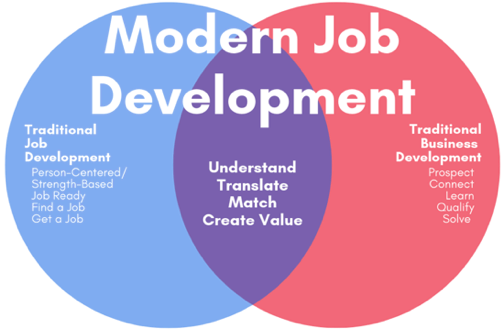 Modern Job
Development
Traditional
Job
Development
Person-Centered/
Strength-Based
Job Ready
Find a Job
Get a Job
Understand
Translate
Match
Create Value
Traditional
Business
Development
Prospect
Connect
Learn
Qualify
Solve